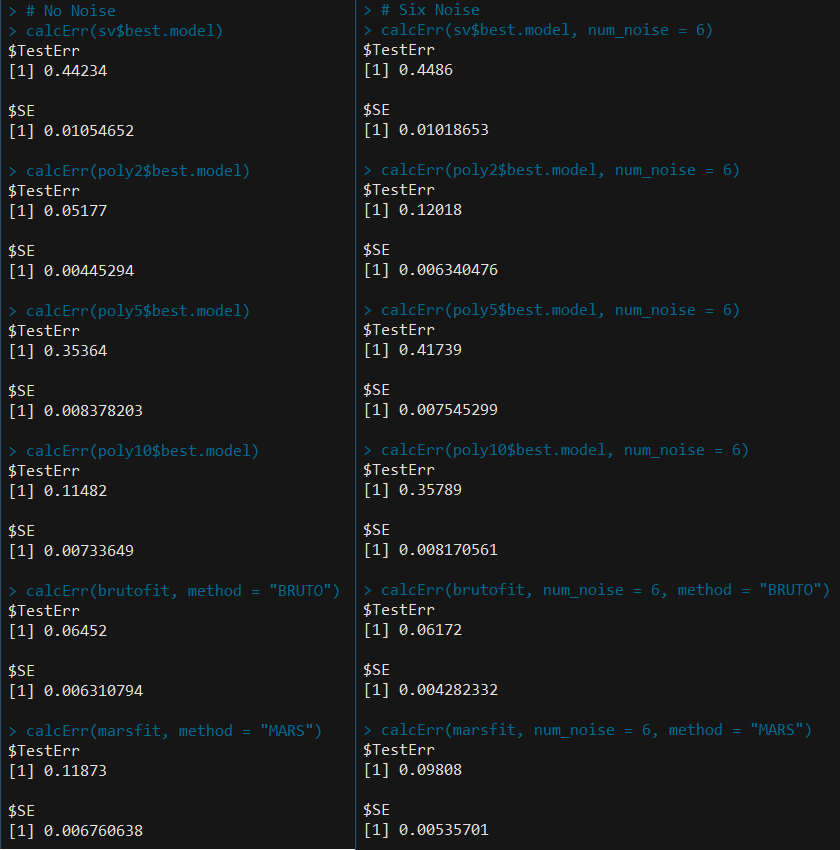 > # No Noise
> calcErr(sv$best.model)
$TestErr
[1] 0.44234
$SE
[1] 0.01054652
> calcErr(poly2$best.model)
$TestErr
[1] 0.05177
$SE
[1] 0.00445294
> calcErr(poly5$best.model)
$TestErr
[1] 0.35364
$SE
[1] 0.008378203
> calcErr(poly10$best.model)
$TestErr
[1] 0.11482
$SE
[1] 0.00733649
> calcErr(brutofit, method = "BRUTO")
$TestErr
[1] 0.06452
$SE
[1] 0.006310794
> calcErr(marsfit, method = "MARS")
$TestErr
[1] 0.11873
$SE
[1] 0.006760638
> # Six Noise
> calcErr(sv$best.model, num_noise = 6)
$TestErr
[1] 0.4486
$SE
[1] 0.01018653
> calcErr(poly2$best.model, num_noise = 6)
$TestErr
[1] 0.12018
$SE
[1] 0.006340476
> calcErr(poly5$best.model, num_noise = 6)
$TestErr
[1] 0.41739
$SE
[1] 0.007545299
> calcErr(poly10$best.model, num_noise = 6)
$TestErr
[1] 0.35789
$SE
[1] 0.008170561
> calcErr(brutofit, num_noise = 6, method = "BRUTO")
$TestErr
[1] 0.06172
$SE
[1] 0.004282332
> calcErr(marsfit, num_noise = 6, method = "MARS")
$TestErr
[1] 0.09808
$SE
[1] 0.00535701